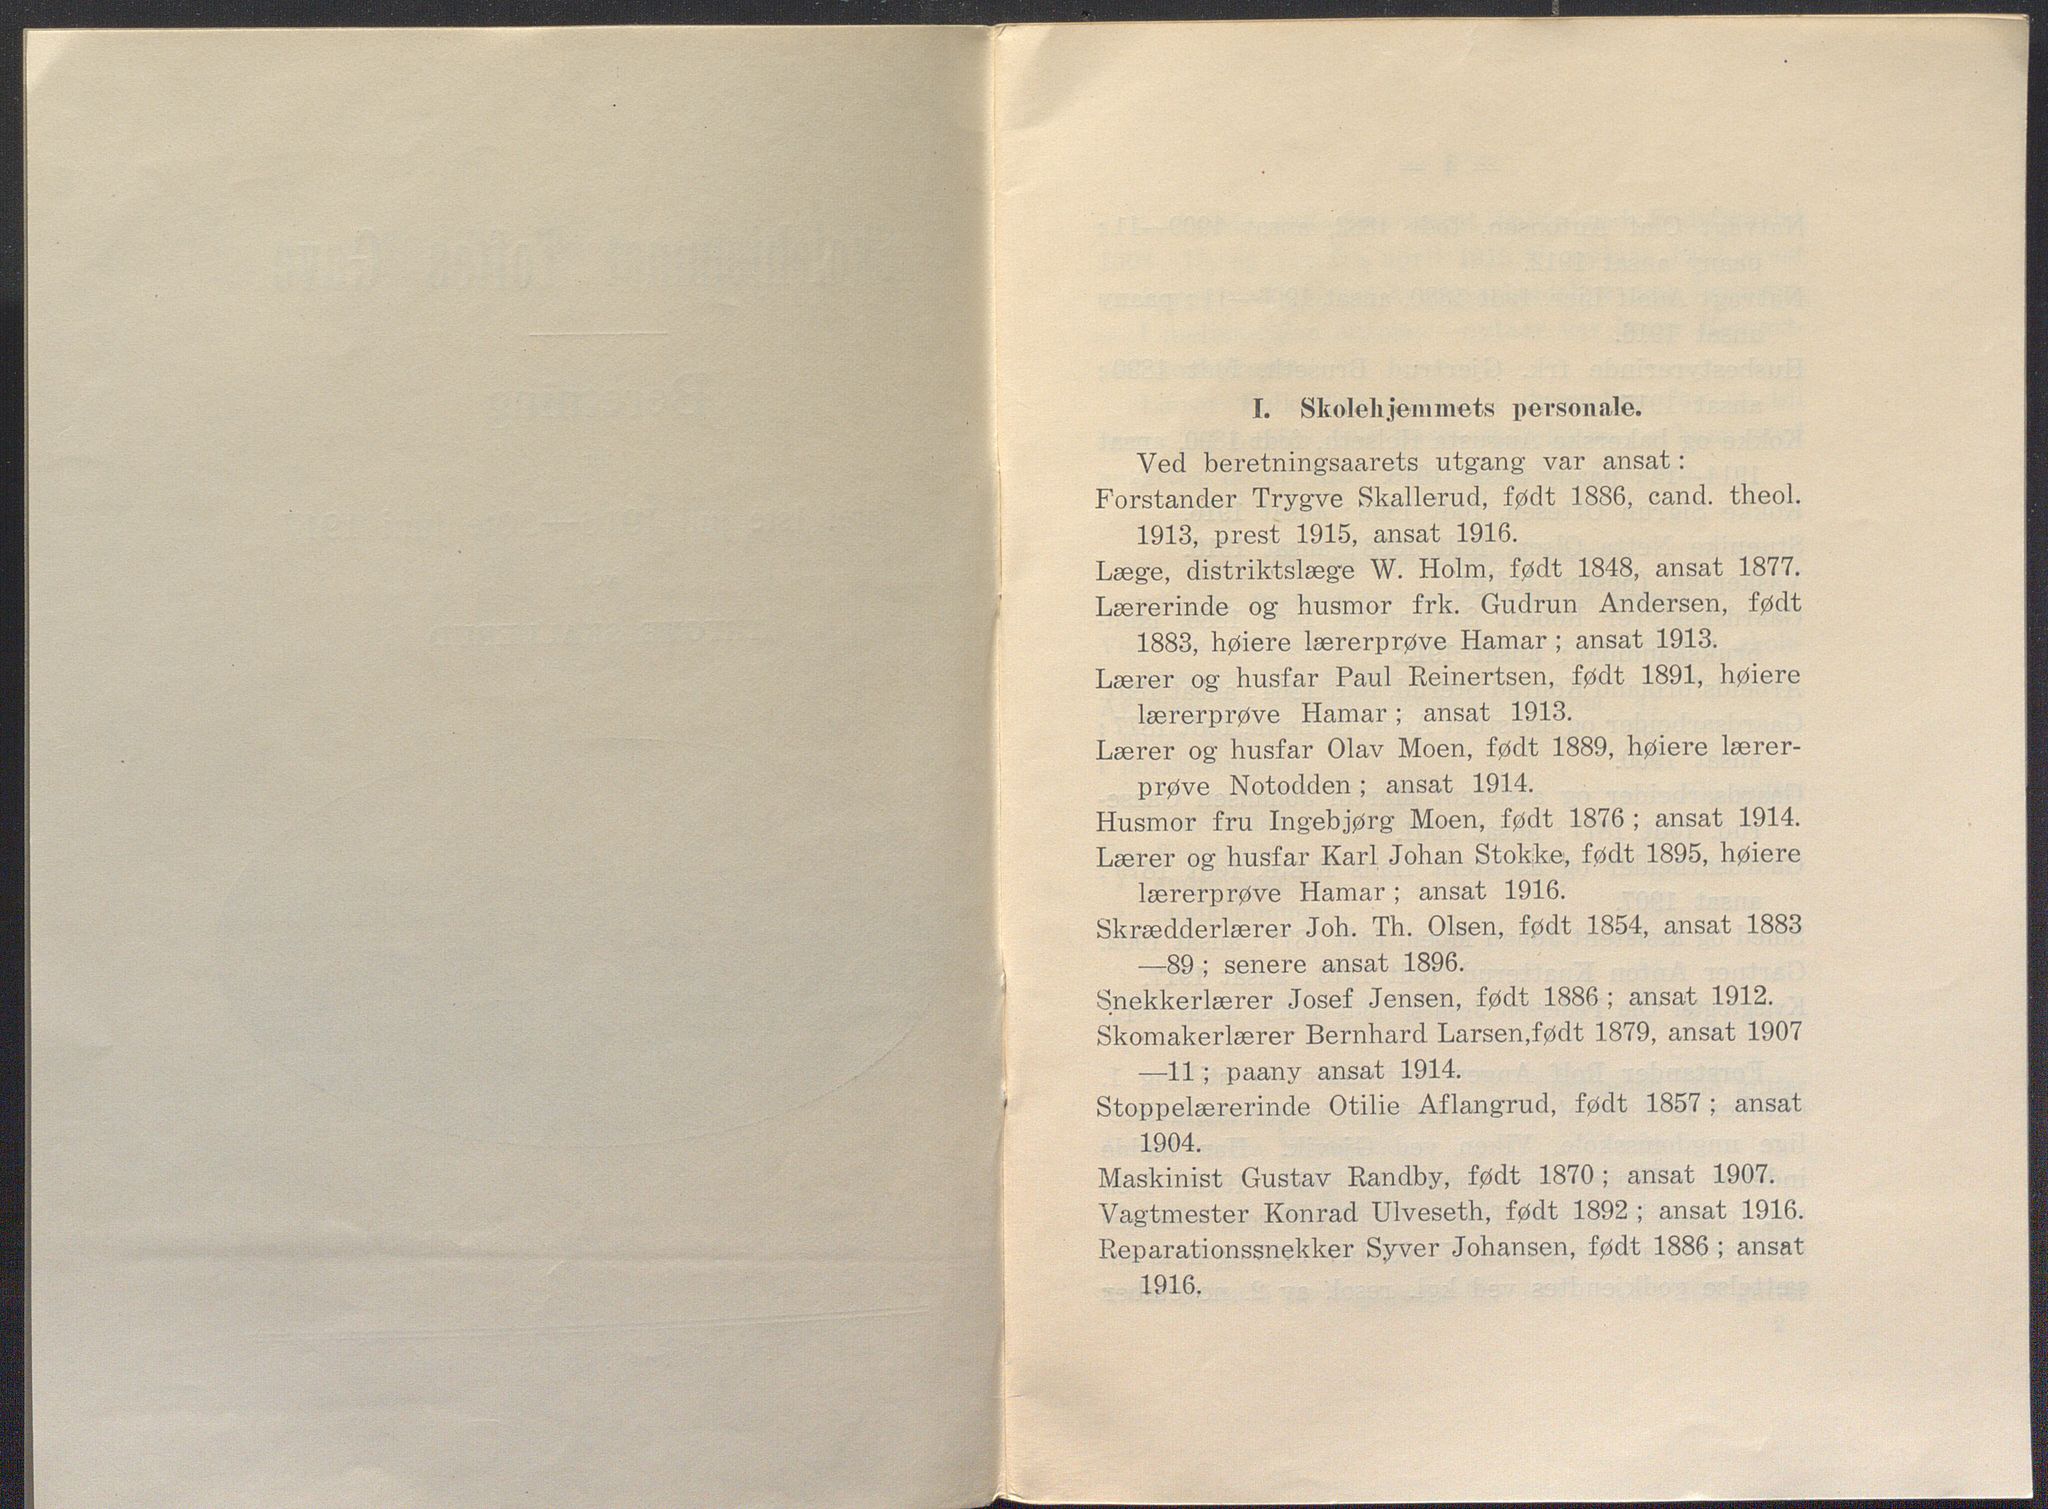 I. Skolehjemmets personale.
Ved beretningsaarets utgang var ansat:
Forstander Trygve Skallerud, født 1886, cand. theol.
1913, prest 1915, ansat 1916.
Læge, distriktslæge W. Holm, født 1848, ansat 1877.
Lærerinde og husmor frk. Gudrun Andersen, født
1883, høiere lærerprøve Hamar; ansat 1913.
Lærer og husfar Paul Reinertsen, født 1891, høiere
lærerprøve Hamar; ansat 1913.
Lærer og husfar Olav Moen, født 1889, høiere lærer-
prøve Notodden; ansat 1914.
Husmor fru Ingebjørg Moen, født 1876; ansat 1914.
Lærer og husfar Karl Johan Stokke, født 1895, høiere
lærerprøve Hamar; ansat 1916.
Skrædderlærer Joh. Th. Olsen, født 1854, ansat 1883
—89; senere ansat 1896.
Snekkerlærer Josef Jensen, født 1886; ansat 1912.
Skomakerlærer Bernhard Larsen,født 1879, ansat 1907
—11; paany ansat 1914.
Stoppelærerinde Otilie Aflangrud, født 1857; ansat
1904.
Maskinist Gustav Randby, født 1870; ansat 1907.
Vagtmester Konrad Ulveseth, født 1892; ansat 1916.
Reparationssnekker Syver Johansen, født 1886; ansat
1916.